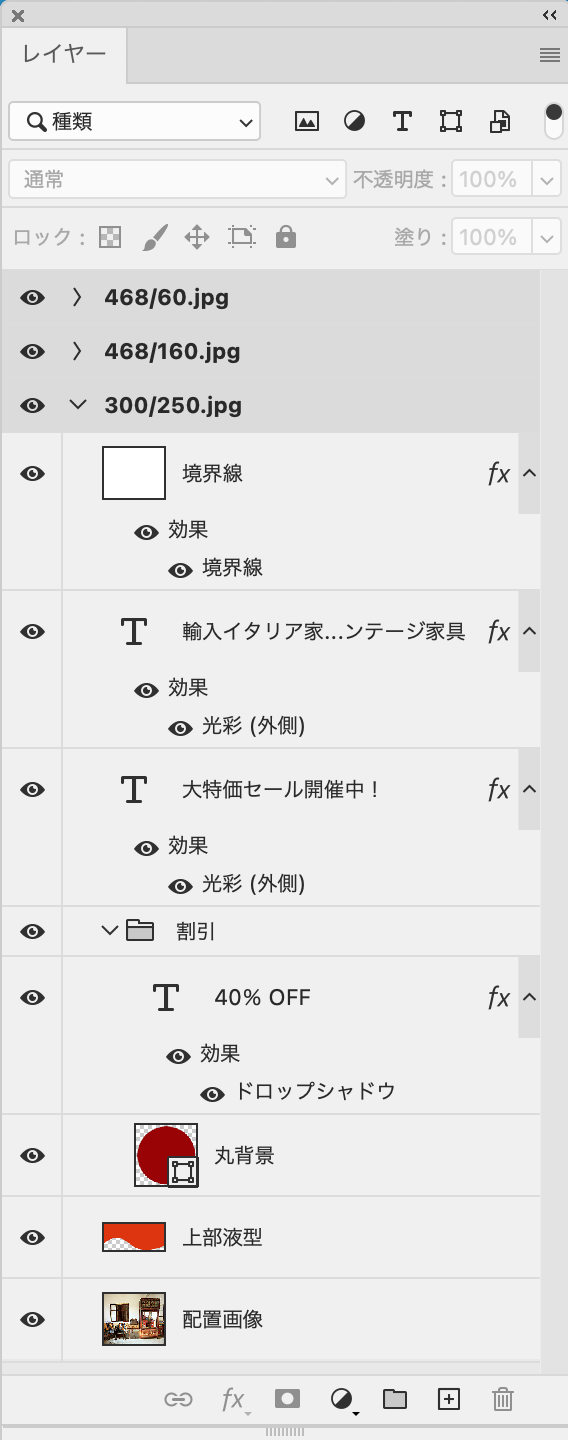 レイヤー
種類
通常 不透明度 : 100%
ロック : 塗り : 100%
468/60.jpg
468/160.jpg
300/250.jpg
境界線 fx
効果
境界線
輸入イタリア家...ンテージ家具 fx
効果
光彩 (外側)
大特価セール開催中！ fx
効果
光彩 (外側)
割引
40% OFF fx
効果
ドロップシャドウ
丸背景
上部液型
配置画像
fx